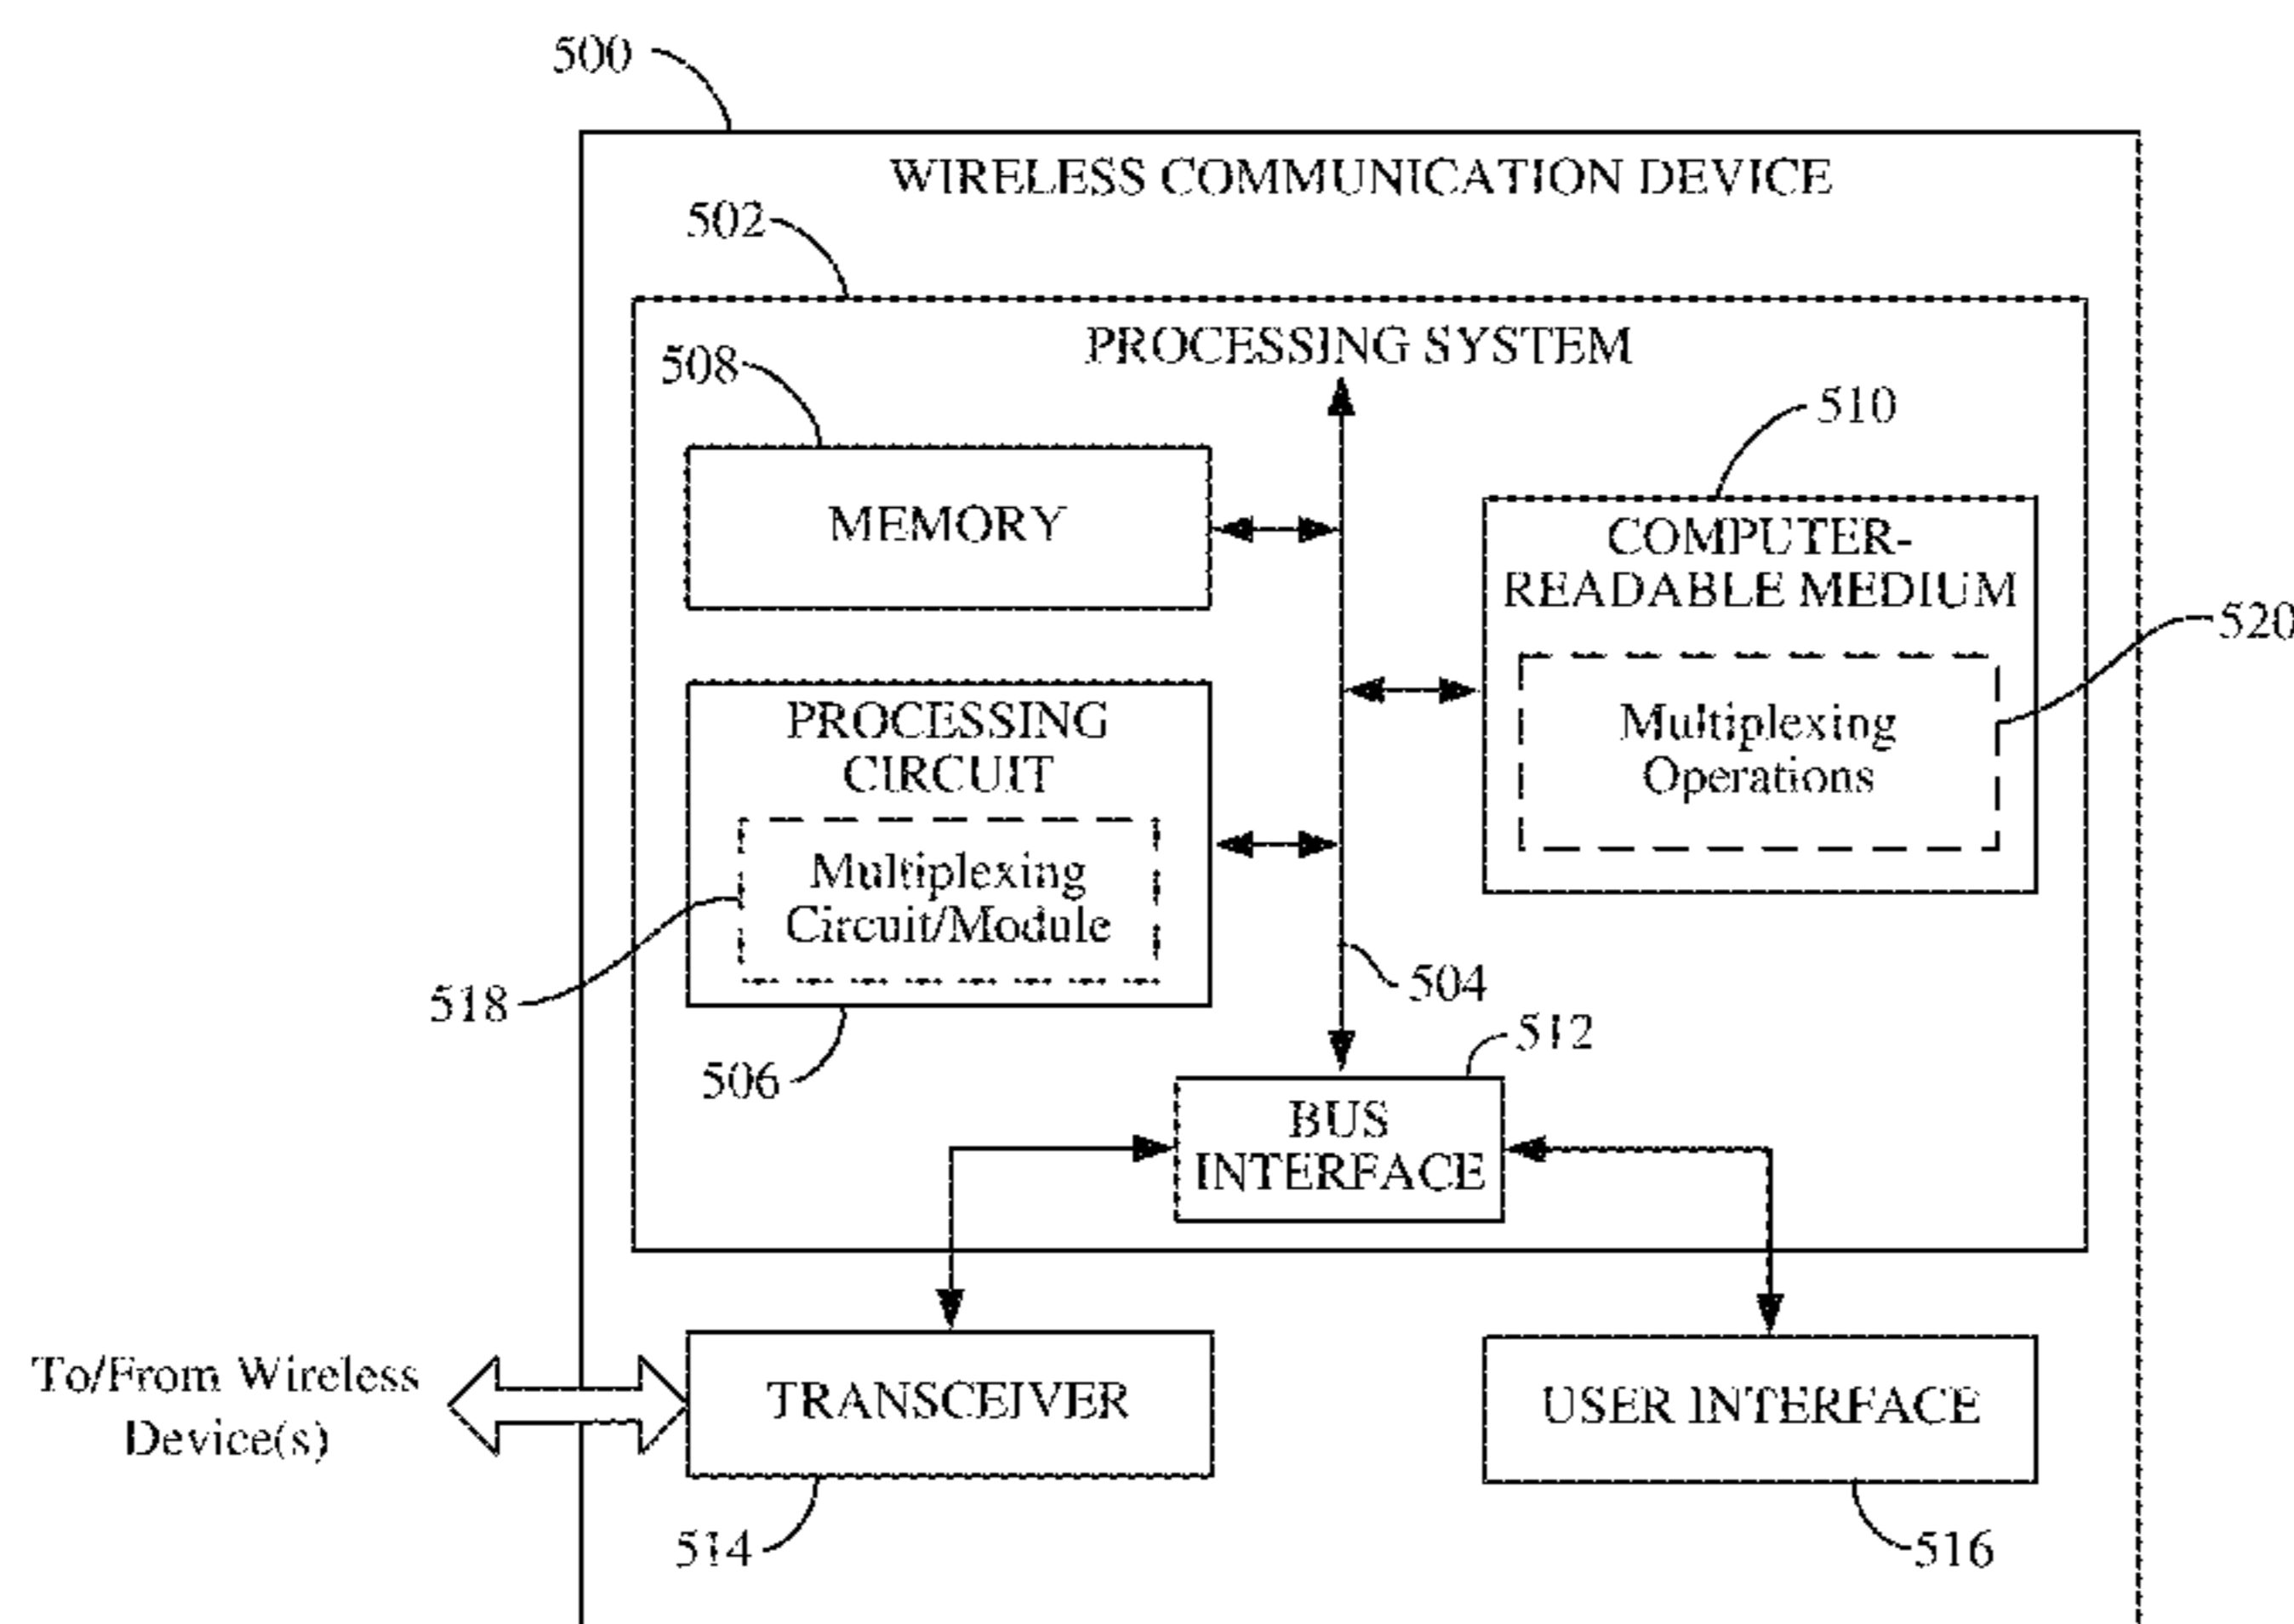 500
WIRELESS COMMUNICATION DEVICE
502
PROCESSING SYSTEM
508
510
MEMORY
COMPUTER-
READABLE MEDIUM
520
Multiplexing
Operations
PROCESSING
CIRCUIT
Multiplexing
Circuit/Module
518
504
506
512
BUS
INTERFACE
To/From Wireless
Device(s)
TRANSCEIVER
USER INTERFACE
514
516